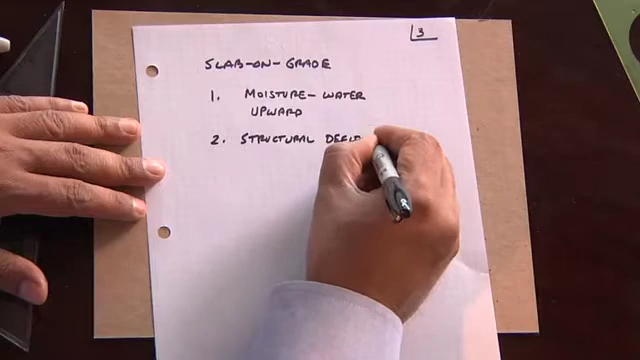 3
SLAB-ON-GRADE
1. MOISTURE- WATER
UPWARD
2. STRUCTURAL